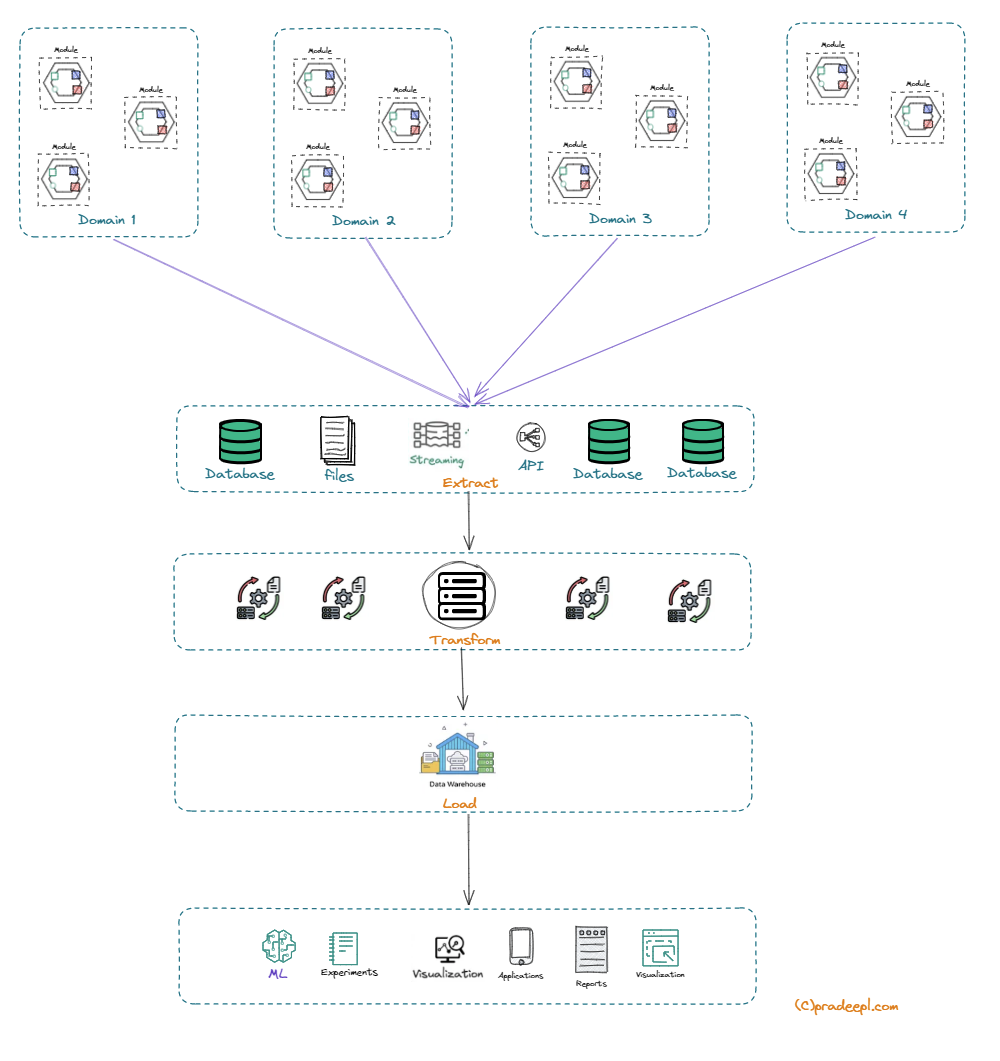 Module
Module
Module
Domain 1
Module
Module
Module
Domain 2
Module
Module
Module
Domain 3
Module
Module
Module
Domain 4
Database
files
Streaming
API
Database
Database
Extract
Transform
Data Warehouse
Load
ML
Experiments
Visualization
Applications
Reports
Visualization
(C)pradeepl.com